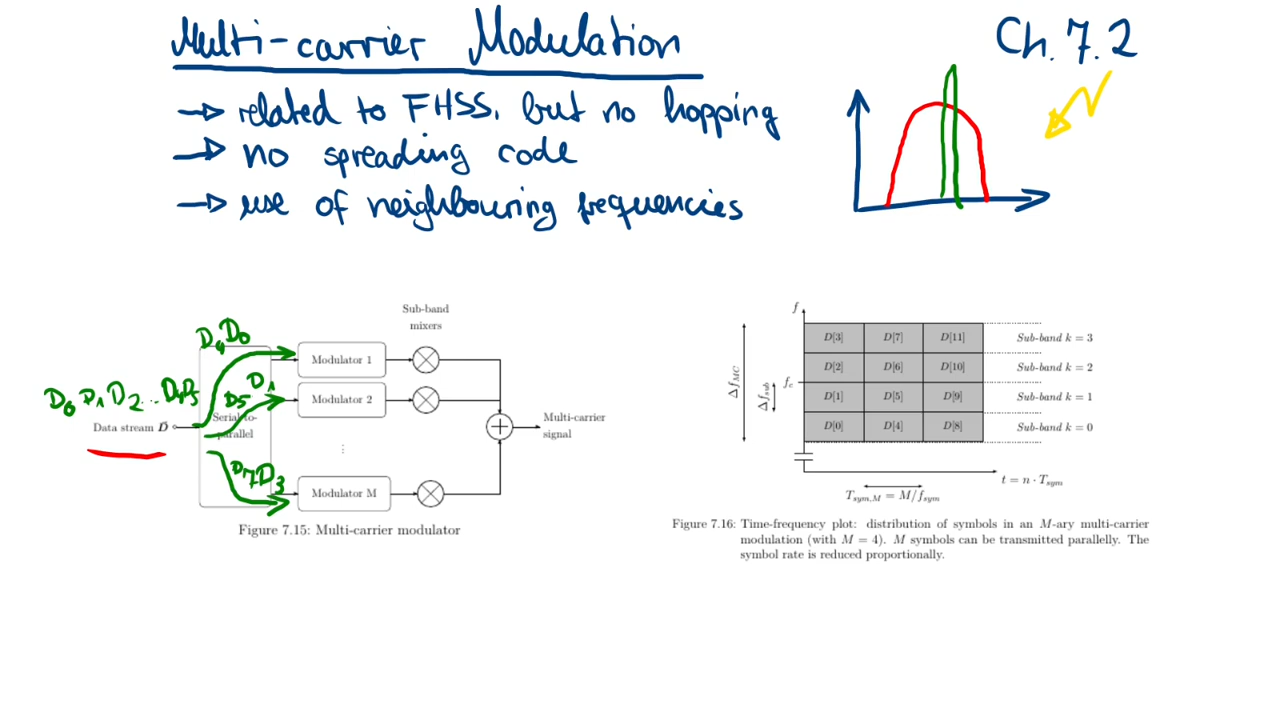 Multi-carrier Modulation
Ch. 7.2
→ related to FHSS, but no hopping
→ no spreading code
→ use of neighbouring frequencies
Sub-band
mixers
D4 D0
Modulator 1
D0 D1 D2 ... D4 D5
D5 D1
Modulator 2
Data stream D
Serial-to-
parallel
Multi-carrier
signal
⋮
D7 D3
Modulator M
Figure 7.15: Multi-carrier modulator
f
D[3] D[7] D[11] Sub-band k = 3
D[2] D[6] D[10] Sub-band k = 2
Δf_MC
Δf_sub
f_c
D[1] D[5] D[9] Sub-band k = 1
D[0] D[4] D[8] Sub-band k = 0
t = n · T_sym
T_sym,M = M/f_sym
Figure 7.16: Time-frequency plot: distribution of symbols in an M-ary multi-carrier
modulation (with M = 4). M symbols can be transmitted parallelly. The
symbol rate is reduced proportionally.